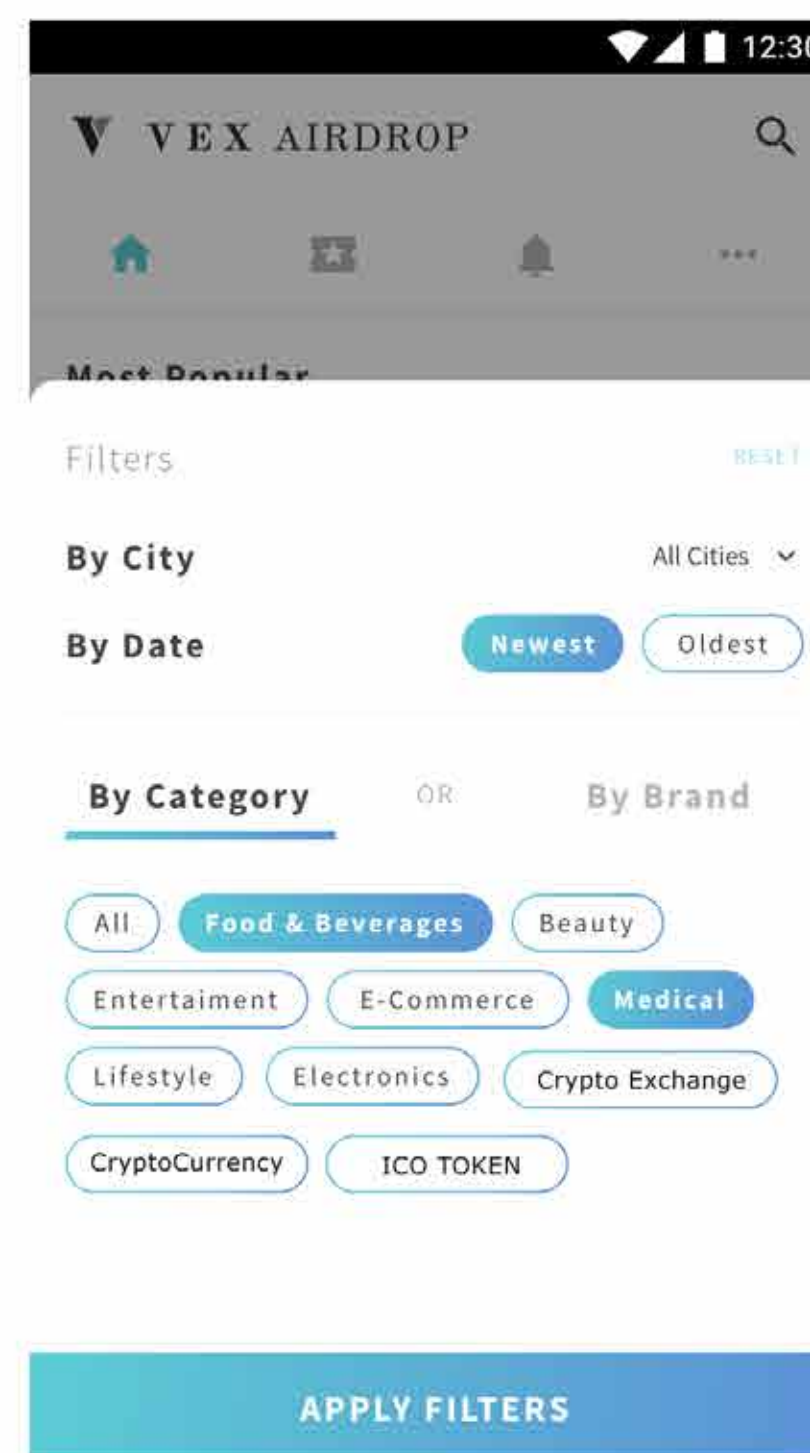 12:30
VEX AIRDROP
Most Popular
Filters RESET
By City All Cities
By Date Newest Oldest
By Category OR By Brand
All Food & Beverages Beauty
Entertaiment E-Commerce Medical
Lifestyle Electronics Crypto Exchange
CryptoCurrency ICO TOKEN
APPLY FILTERS